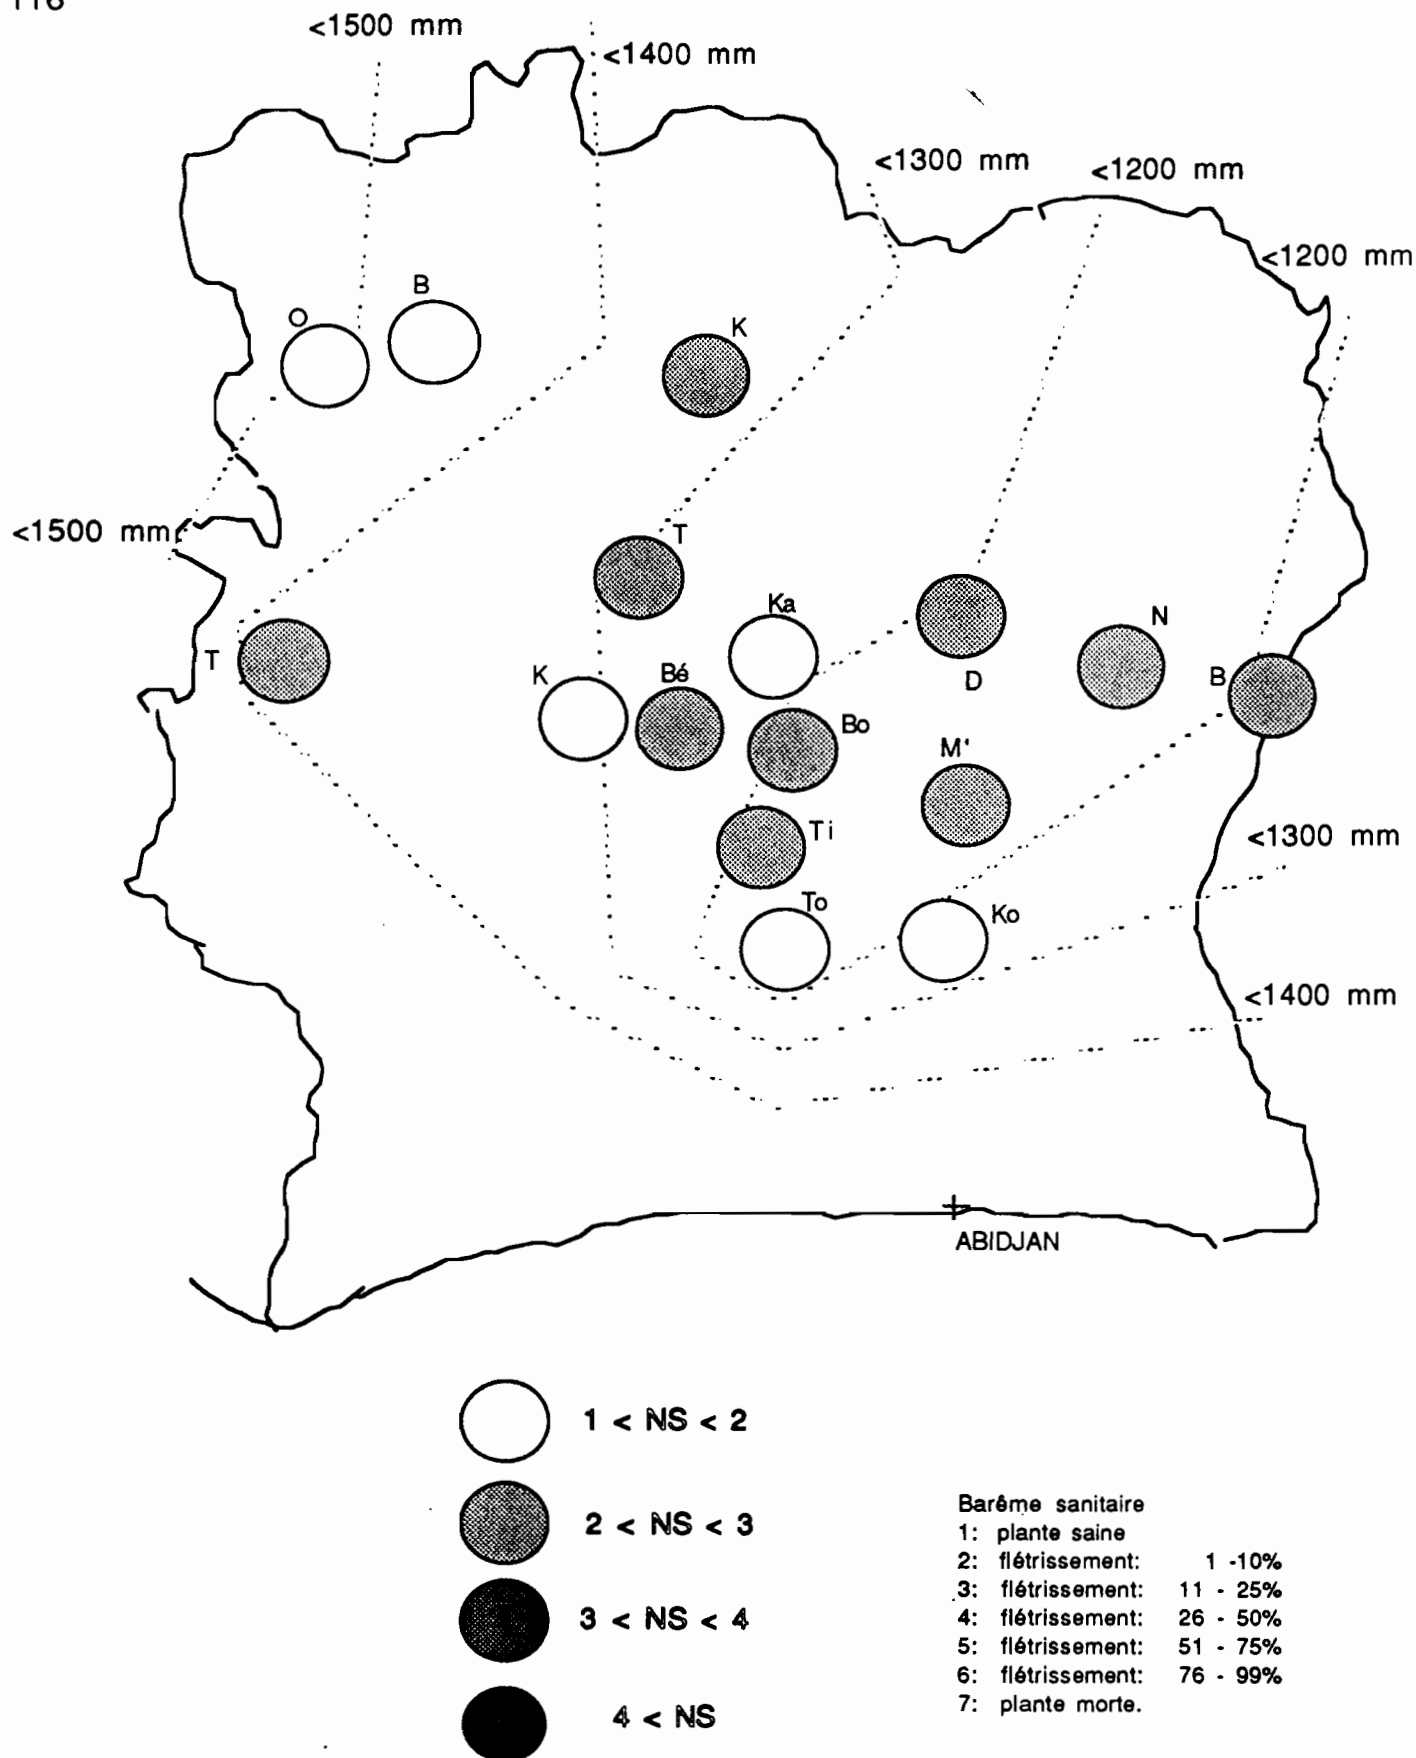 116
<1500 mm
<1400 mm
<1300 mm
<1200 mm
<1200 mm
B
O
K
<1500 mm
T
Ka
N
T
K
Bé
D
B
Bo
M'
Ti
<1300 mm
To
Ko
<1400 mm
ABIDJAN
1 < NS < 2
2 < NS < 3
3 < NS < 4
4 < NS
Barême sanitaire
1: plante saine
2: flétrissement: 1 -10%
3: flétrissement: 11 - 25%
4: flétrissement: 26 - 50%
5: flétrissement: 51 - 75%
6: flétrissement: 76 - 99%
7: plante morte.